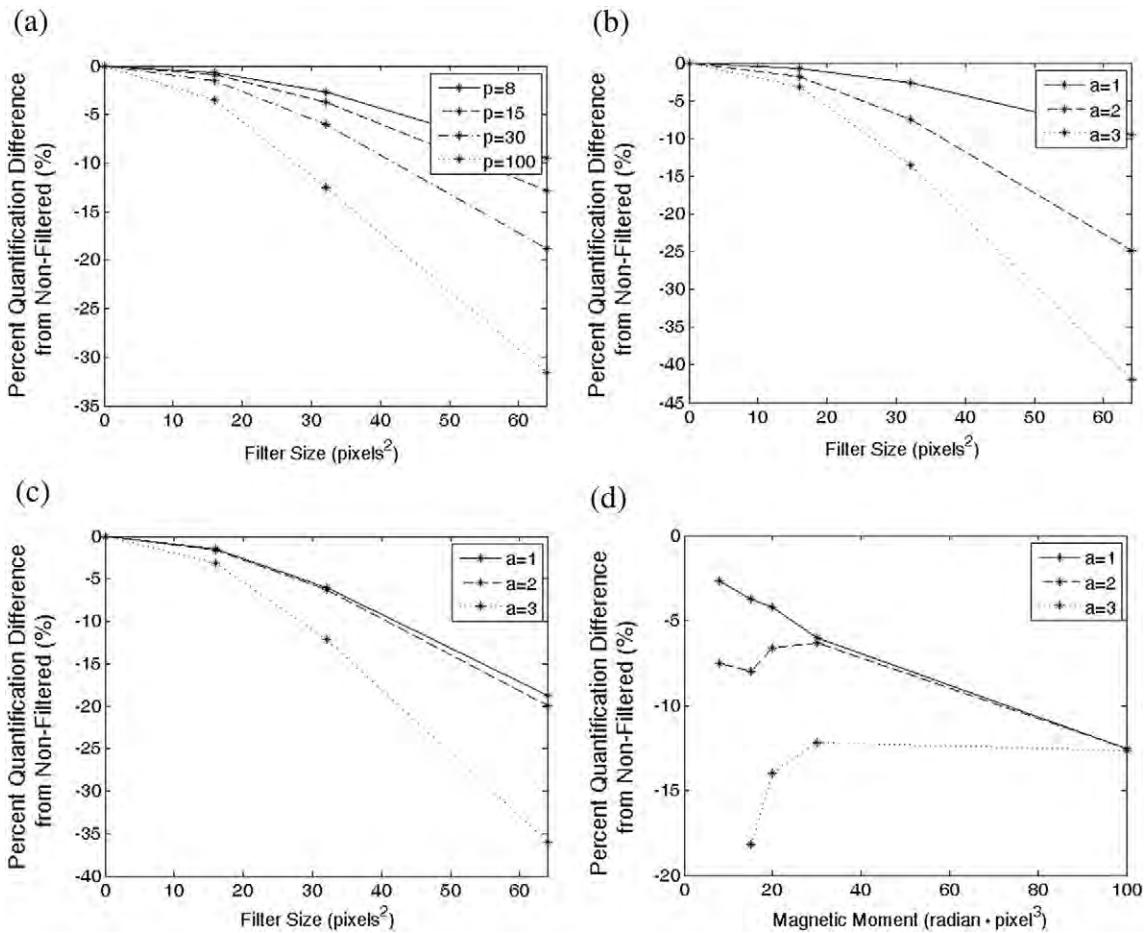 (a)
0
-5
-10
-15
-20
-25
-30
-35
0 10 20 30 40 50 60
Percent Quantification Difference
from Non-Filtered (%)
Filter Size (pixels²)
p=8
p=15
p=30
p=100
(b)
0
-5
-10
-15
-20
-25
-30
-35
-40
-45
0 10 20 30 40 50 60
Percent Quantification Difference
from Non-Filtered (%)
Filter Size (pixels²)
a=1
a=2
a=3
(c)
0
-5
-10
-15
-20
-25
-30
-35
-40
0 10 20 30 40 50 60
Percent Quantification Difference
from Non-Filtered (%)
Filter Size (pixels²)
a=1
a=2
a=3
(d)
0
-5
-10
-15
-20
0 20 40 60 80 100
Percent Quantification Difference
from Non-Filtered (%)
Magnetic Moment (radian · pixel³)
a=1
a=2
a=3